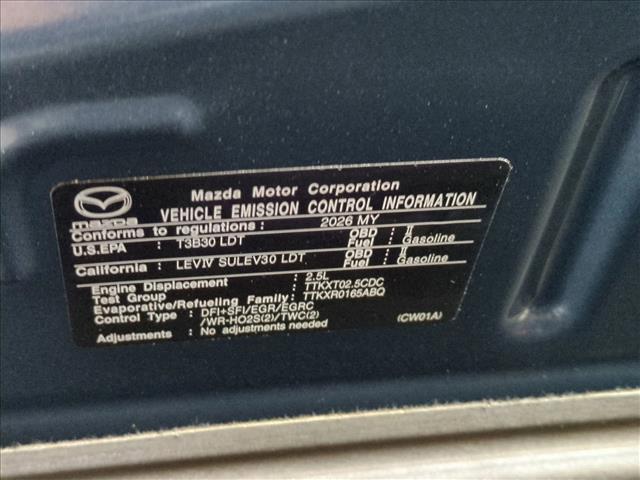 Mazda Motor Corporation
mazda
VEHICLE EMISSION CONTROL INFORMATION
Conforms to regulations : 2026 MY
U.S.EPA : T3B30 LDT OBD : II
Fuel : Gasoline
California : LEVIV SULEV30 LDT OBD : II
Fuel : Gasoline
Engine Displacement : 2.5L
Test Group : TTKXT02.5CDC
Evaporative/Refueling Family: TTKXR0165ABQ
Control Type : DFI+SFI/EGR/EGRC
/WR-HO2S(2)/TWC(2)
Adjustments : No adjustments needed (CW01A)